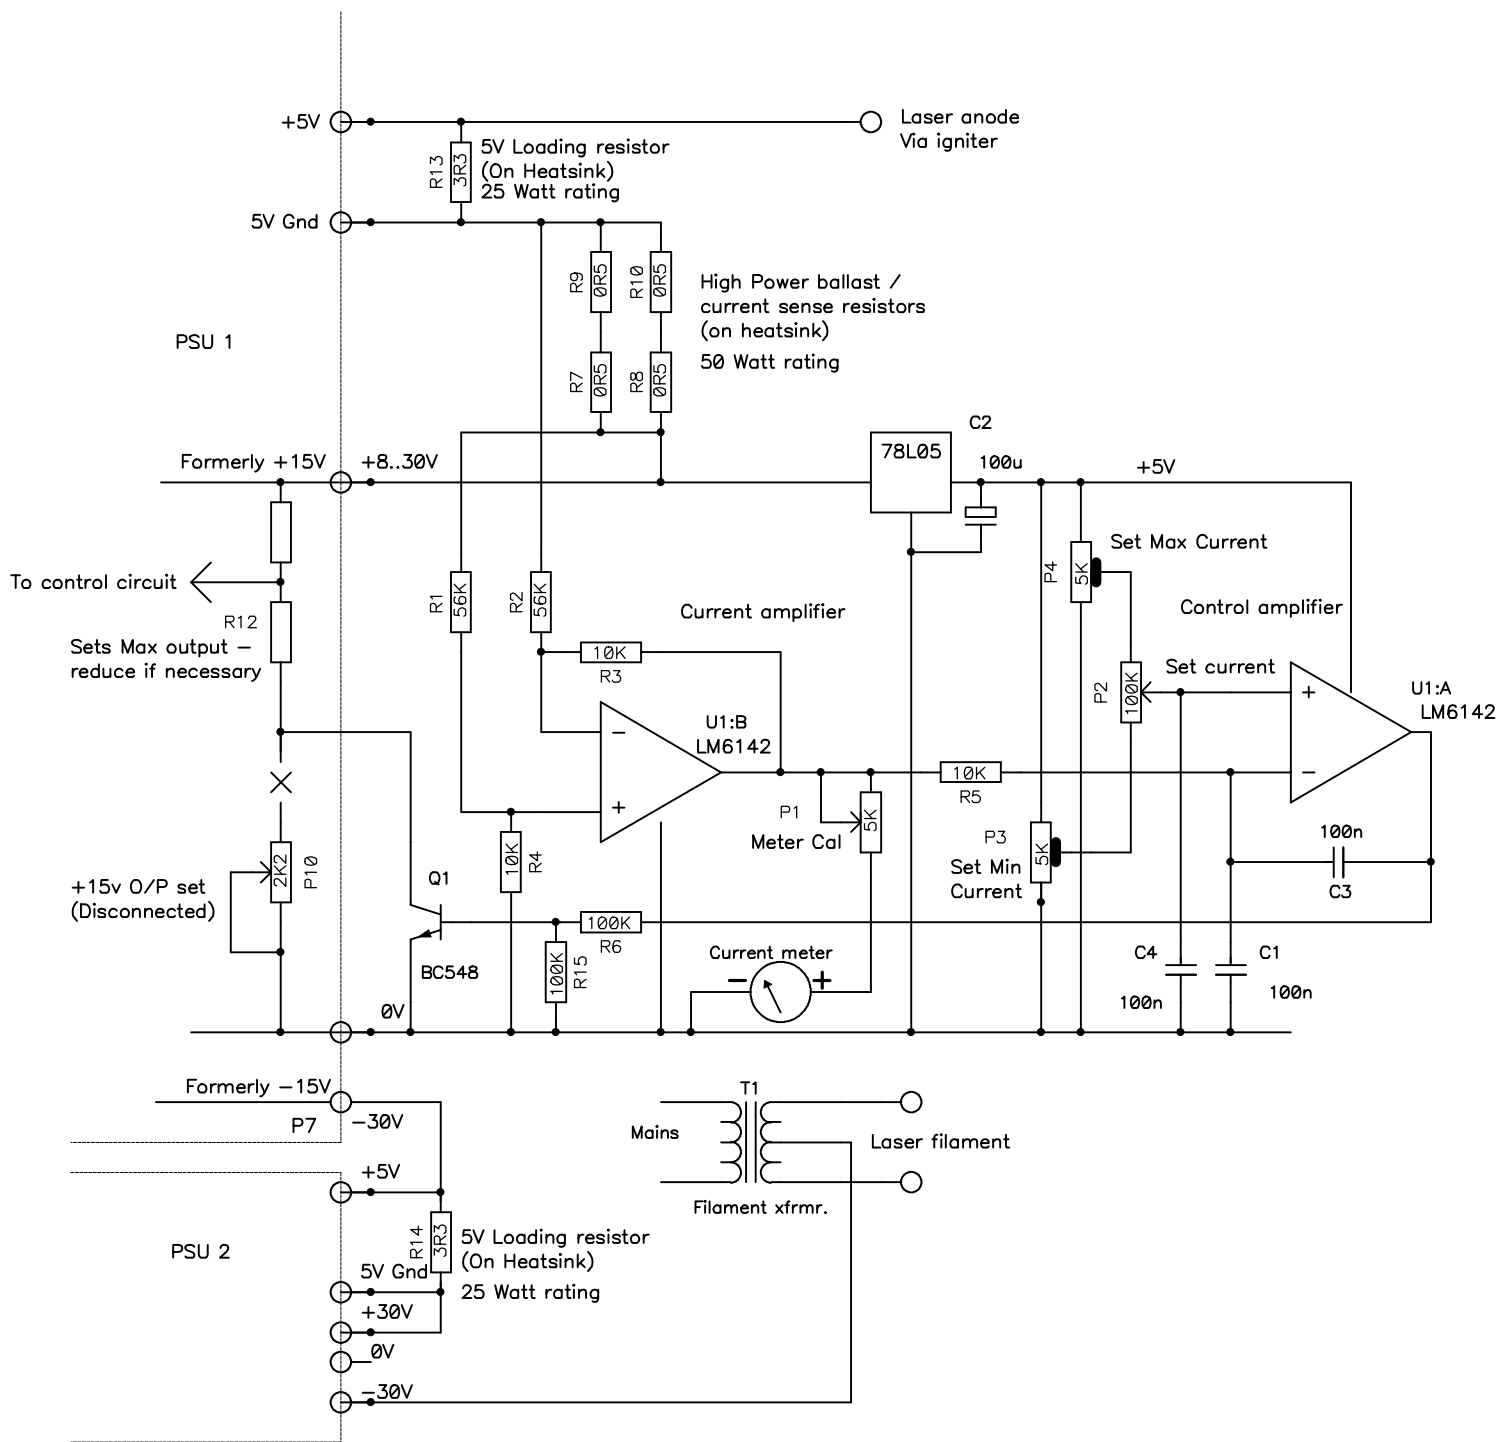 +5V
Laser anode
Via igniter
R13
3R3
5V Loading resistor
(On Heatsink)
25 Watt rating
5V Gnd
R9
0R5
R10
0R5
High Power ballast /
current sense resistors
(on heatsink)
50 Watt rating
PSU 1
R7
0R5
R8
0R5
Formerly +15V
+8..30V
78L05
C2
100u
+5V
To control circuit
R12
Sets Max output –
reduce if necessary
R1
56K
R2
56K
Current amplifier
P4
5K
Set Max Current
Control amplifier
10K
R3
Set current
P2
100K
U1:A
LM6142
+
−
U1:B
LM6142
−
+
10K
R5
P1
5K
Meter Cal
P3
5K
Set Min
Current
100n
C3
2K2
P10
+15v O/P set
(Disconnected)
Q1
10K
R4
BC548
100K
R6
100K
R15
Current meter
−
+
C4
100n
C1
100n
0V
Formerly −15V
P7
−30V
T1
Mains
Laser filament
Filament xfrmr.
+5V
PSU 2
R14
3R3
5V Loading resistor
(On Heatsink)
25 Watt rating
5V Gnd
+30V
0V
−30V